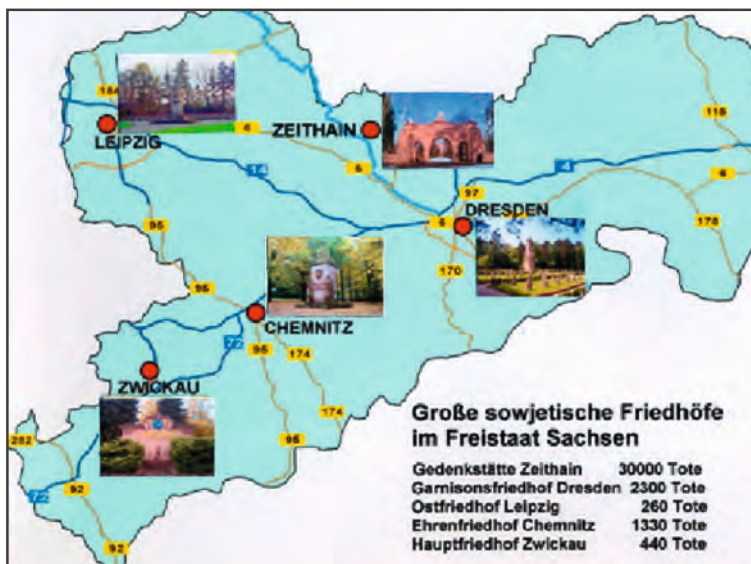 184
LEIPZIG
6
14
ZEITHAIN
6
4
115
6
97
DRESDEN
6
178
170
95
95
CHEMNITZ
95
174
174
95
ZWICKAU
282
72
92
92
Große sowjetische Friedhöfe
im Freistaat Sachsen
Gedenkstätte Zeithain 30000 Tote
Garnisonsfriedhof Dresden 2300 Tote
Ostfriedhof Leipzig 260 Tote
Ehrenfriedhof Chemnitz 1330 Tote
Hauptfriedhof Zwickau 440 Tote